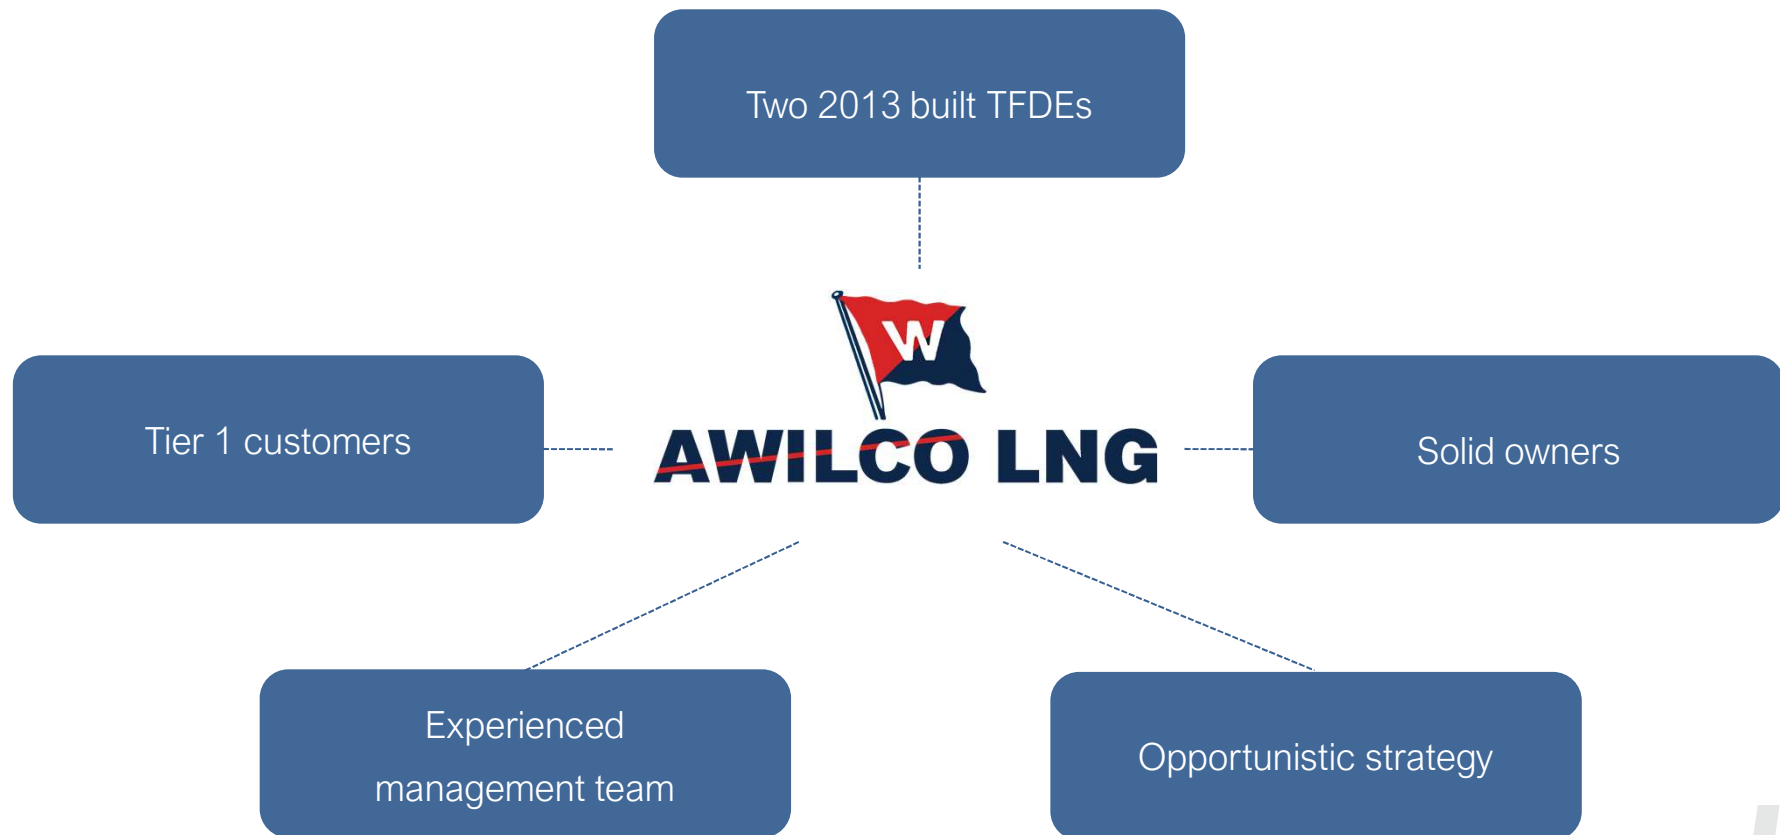 Two 2013 built TFDEs
W
AWILCO LNG
Tier 1 customers
Solid owners
Experienced
management team
Opportunistic strategy